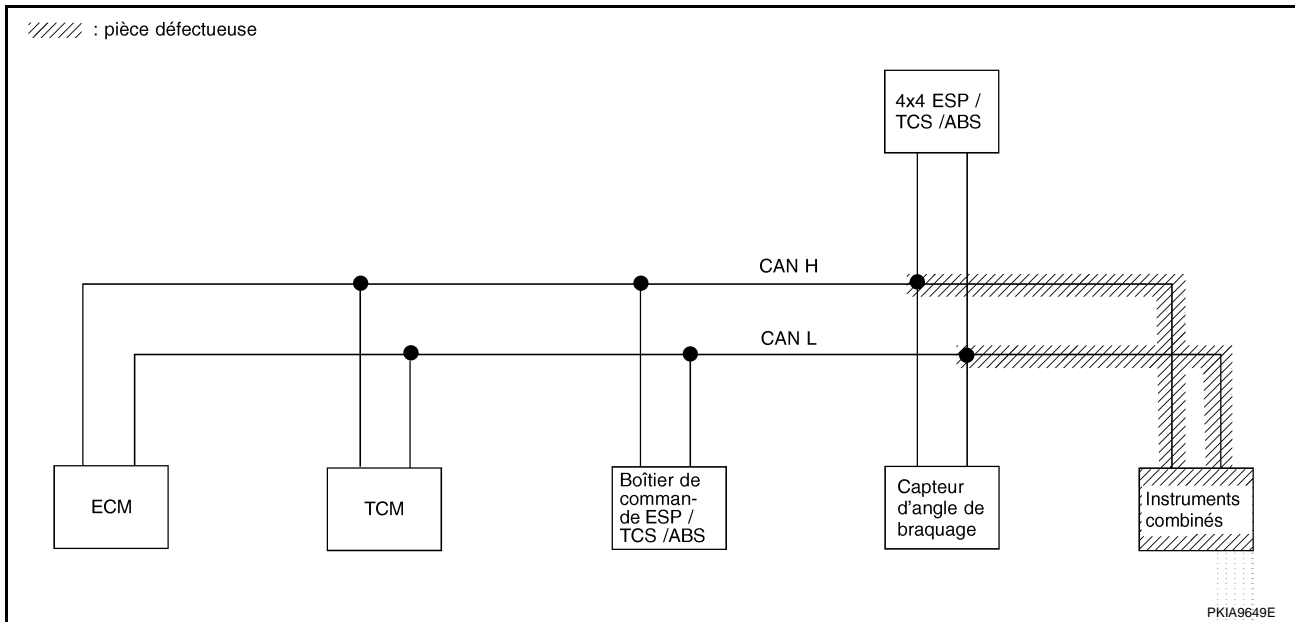 : pièce défectueuse
4x4 ESP /
TCS /ABS
CAN H
CAN L
ECM
TCM
Boîtier de
comman-
de ESP /
TCS /ABS
Capteur
d'angle de
braquage
Instruments
combinés
PKIA9649E